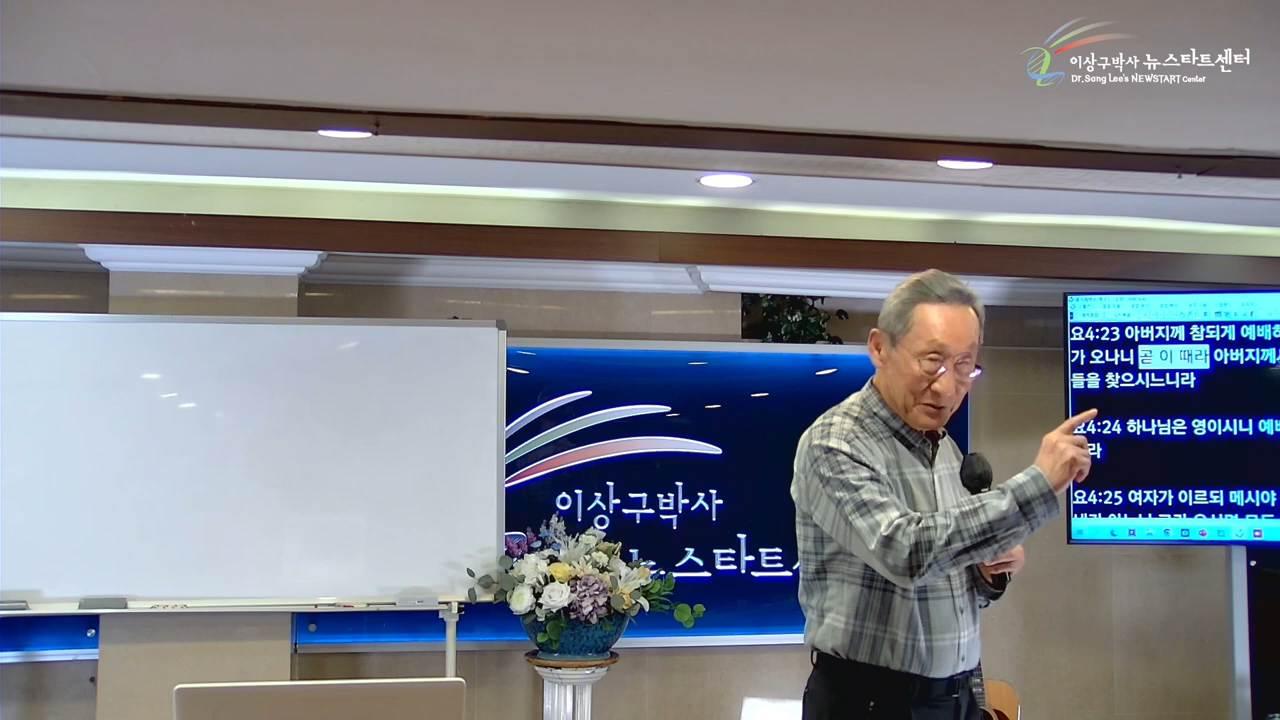 이상구박사 뉴스타트센터
Dr. Sang Lee's NEWSTART Center
요4:23 아버지께 참되게 예배하
가 오나니 곧 이 때라 아버지께
들을 찾으시느니라
요4:24 하나님은 영이시니 예배
라
요4:25 여자가 이르되 메시야
이상구박사
뉴스타트